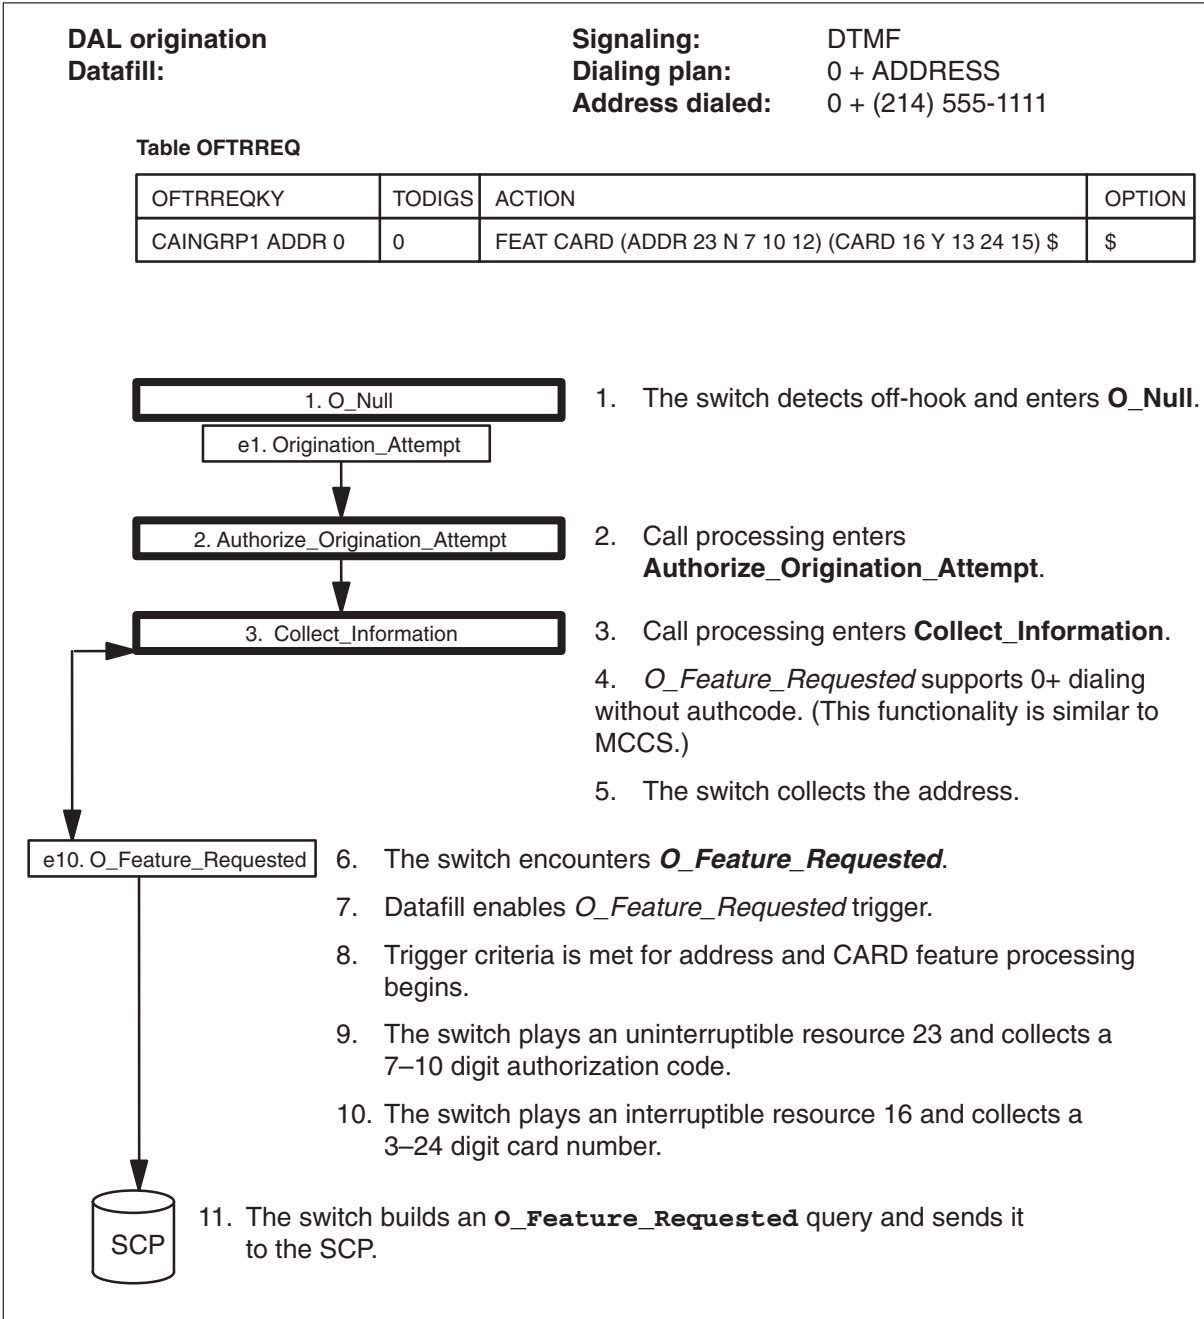 DAL origination
Datafill:
Signaling: DTMF
Dialing plan: 0 + ADDRESS
Address dialed: 0 + (214) 555-1111
Table OFTRREQ
OFTRREQKY TODIGS ACTION OPTION
CAINGRP1 ADDR 0 0 FEAT CARD (ADDR 23 N 7 10 12) (CARD 16 Y 13 24 15) $ $
1. O_Null
e1. Origination_Attempt
2. Authorize_Origination_Attempt
3. Collect_Information
e10. O_Feature_Requested
SCP
1. The switch detects off-hook and enters O_Null.
2. Call processing enters
Authorize_Origination_Attempt.
3. Call processing enters Collect_Information.
4. O_Feature_Requested supports 0+ dialing
without authcode. (This functionality is similar to
MCCS.)
5. The switch collects the address.
6. The switch encounters O_Feature_Requested.
7. Datafill enables O_Feature_Requested trigger.
8. Trigger criteria is met for address and CARD feature processing
begins.
9. The switch plays an uninterruptible resource 23 and collects a
7–10 digit authorization code.
10. The switch plays an interruptible resource 16 and collects a
3–24 digit card number.
11. The switch builds an O_Feature_Requested query and sends it
to the SCP.